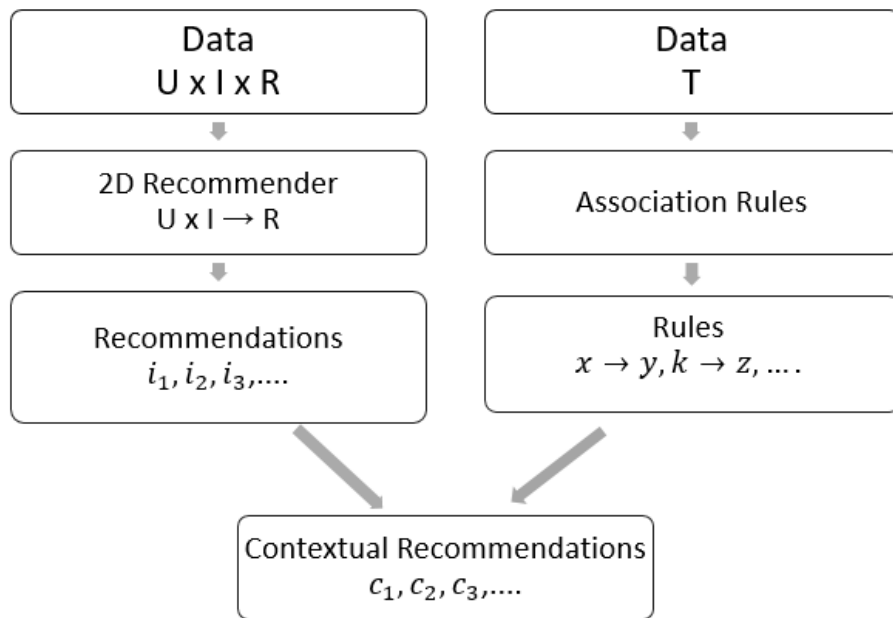 Data
U x I x R
Data
T
2D Recommender
U x I → R
Association Rules
Recommendations
i₁, i₂, i₃,....
Rules
x → y, k → z, ... .
Contextual Recommendations
c₁, c₂, c₃,....